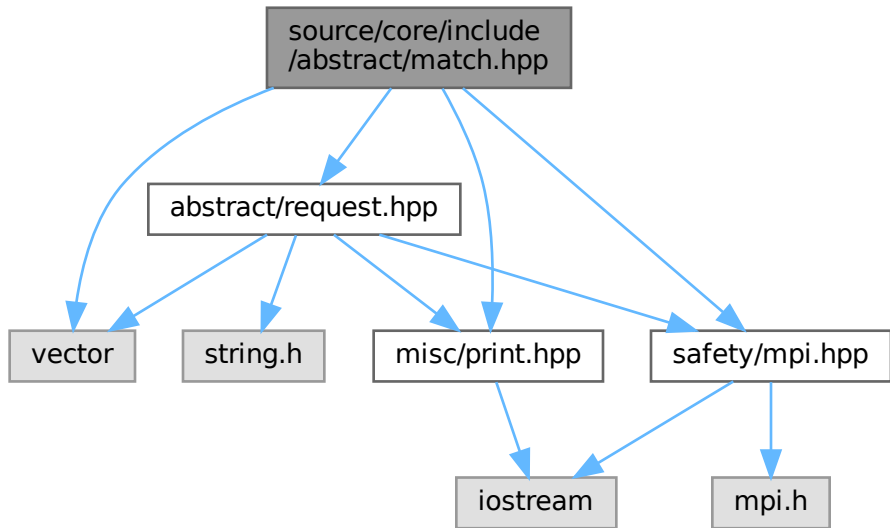 source/core/include
/abstract/match.hpp
abstract/request.hpp
vector
string.h
misc/print.hpp
safety/mpi.hpp
iostream
mpi.h